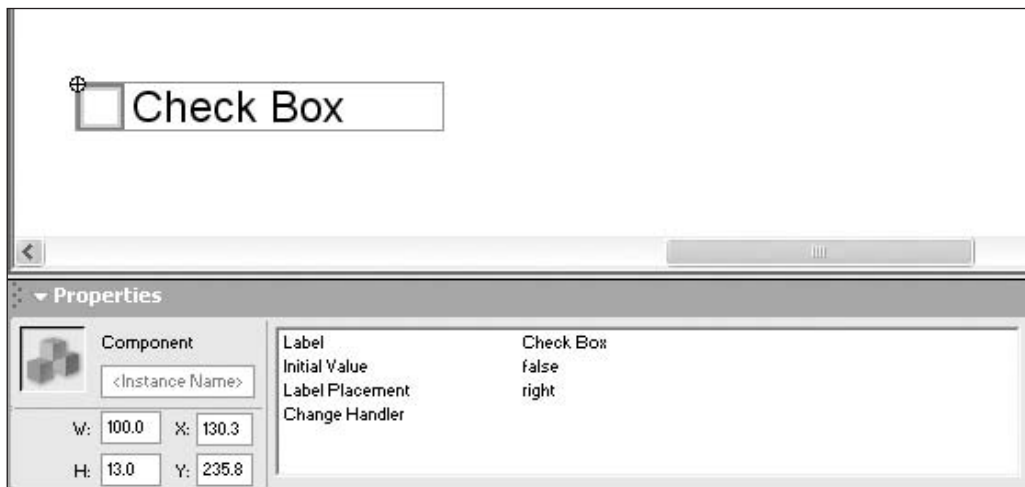 Check Box
Properties
Component
<Instance Name>
W: 100.0 X: 130.3
H: 13.0 Y: 235.8
Label Check Box
Initial Value false
Label Placement right
Change Handler